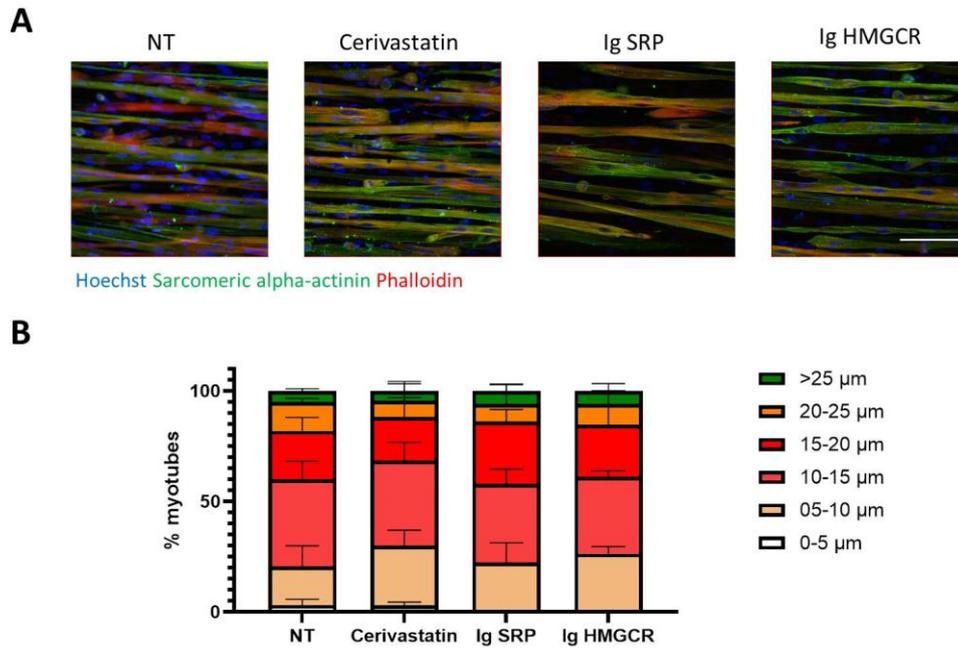 A
NT Cerivastatin Ig SRP Ig HMGCR
Hoechst Sarcomeric alpha-actinin Phalloidin
B
% myotubes
100
50
0
NT Cerivastatin Ig SRP Ig HMGCR
>25 µm
20-25 µm
15-20 µm
10-15 µm
05-10 µm
0-5 µm